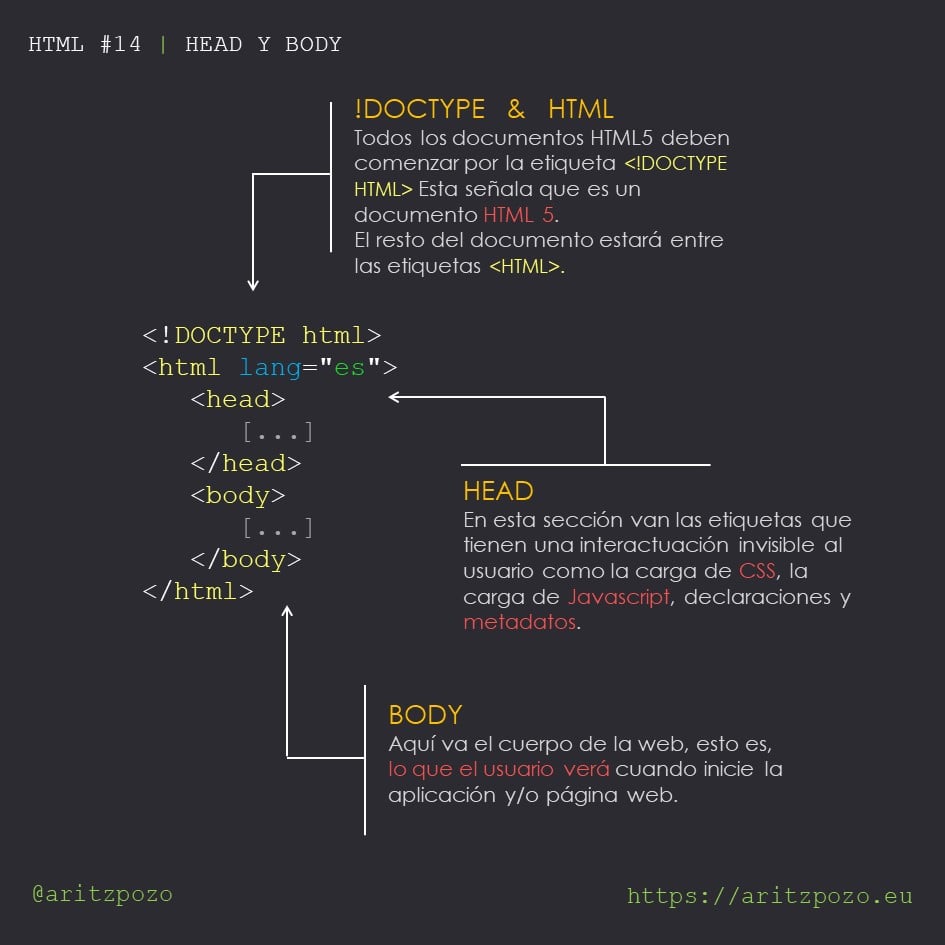 HTML #14 | HEAD Y BODY
!DOCTYPE & HTML
Todos los documentos HTML5 deben
comenzar por la etiqueta <!DOCTYPE
HTML> Esta señala que es un
documento HTML 5.
El resto del documento estará entre
las etiquetas <HTML>.
<!DOCTYPE html>
<html lang="es">
<head>
[...]
</head>
<body>
[...]
</body>
</html>
HEAD
En esta sección van las etiquetas que
tienen una interactuación invisible al
usuario como la carga de CSS, la
carga de Javascript, declaraciones y
metadatos.
BODY
Aquí va el cuerpo de la web, esto es,
lo que el usuario verá cuando inicie la
aplicación y/o página web.
@aritzpozo
https://aritzpozo.eu